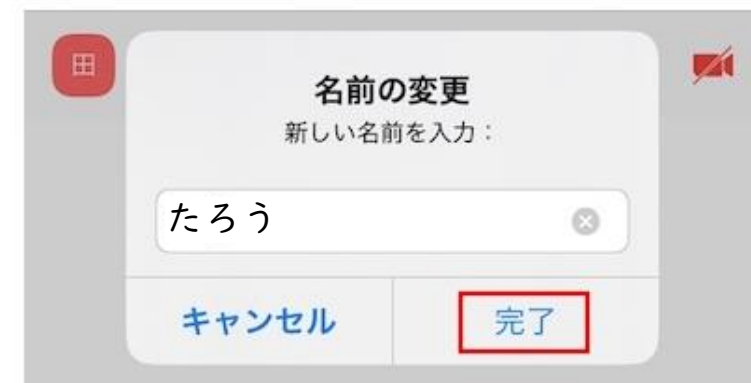 名前の変更
新しい名前を入力：
たろう
キャンセル
完了